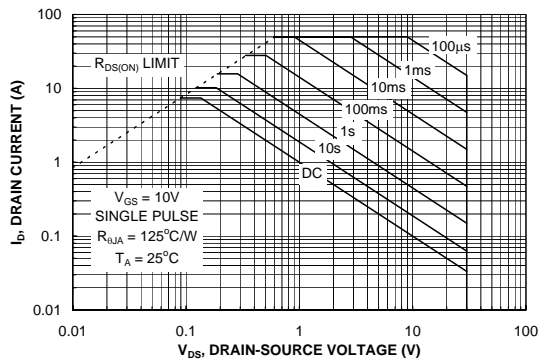 100
10
1
0.1
0.01
I_D, DRAIN CURRENT (A)
R_DS(ON) LIMIT
100μs
1ms
10ms
100ms
1s
10s
DC
V_GS = 10V
SINGLE PULSE
R_θJA = 125°C/W
T_A = 25°C
0.01
0.1
1
10
100
V_DS, DRAIN-SOURCE VOLTAGE (V)